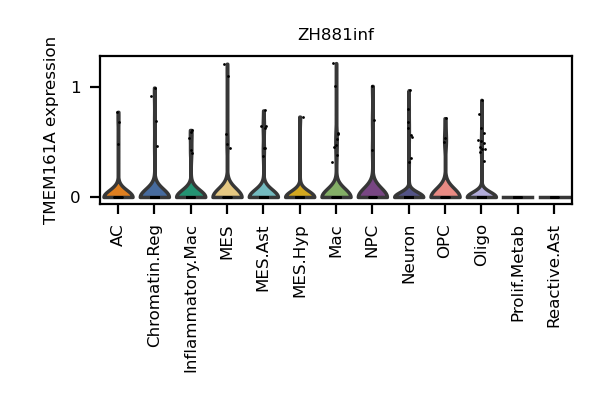 ZH881inf
TMEM161A expression
1
0
AC
Chromatin.Reg
Inflammatory.Mac
MES
MES.Ast
MES.Hyp
Mac
NPC
Neuron
OPC
Oligo
Prolif.Metab
Reactive.Ast